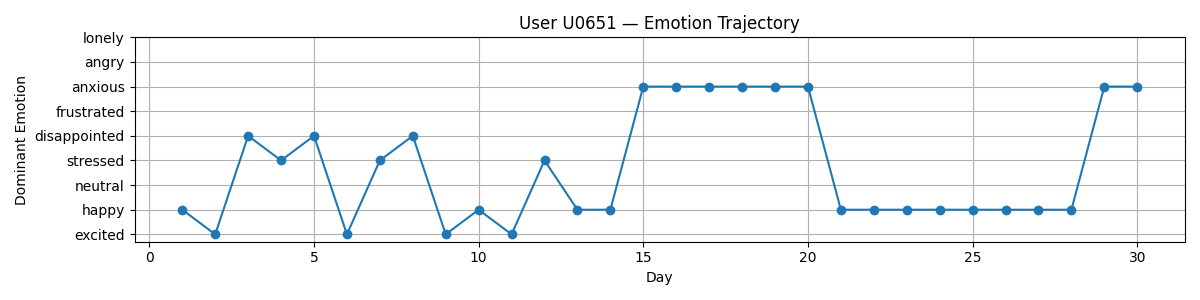 User U0651 — Emotion Trajectory
Dominant Emotion
lonely
angry
anxious
frustrated
disappointed
stressed
neutral
happy
excited
0 5 10 15 20 25 30
Day